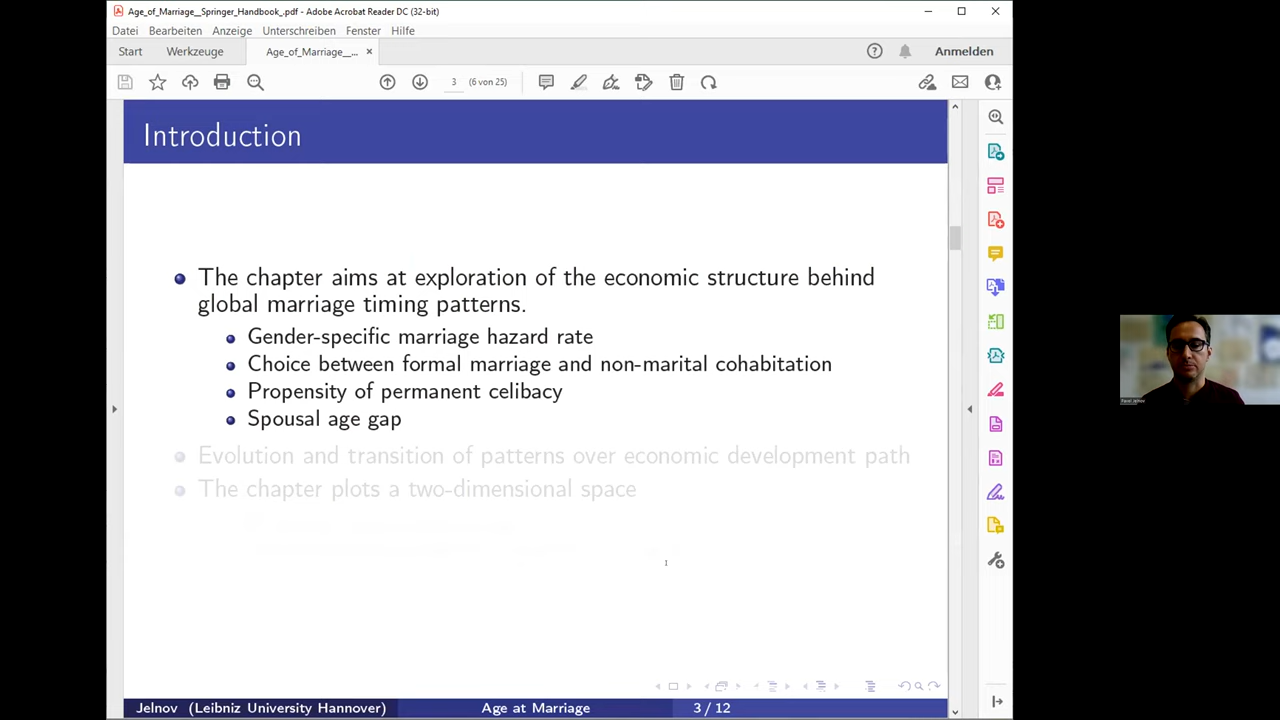 Age_of_Marriage__Springer_Handbook_.pdf - Adobe Acrobat Reader DC (32-bit)
Datei Bearbeiten Anzeige Unterschreiben Fenster Hilfe
Start Werkzeuge Age_of_Marriage__... × Anmelden
3 (6 von 25)
Introduction
The chapter aims at exploration of the economic structure behind
global marriage timing patterns.
Gender-specific marriage hazard rate
Choice between formal marriage and non-marital cohabitation
Propensity of permanent celibacy
Spousal age gap
Evolution and transition of patterns over economic development path
The chapter plots a two-dimensional space
Jelnov (Leibniz University Hannover) Age at Marriage 3 / 12